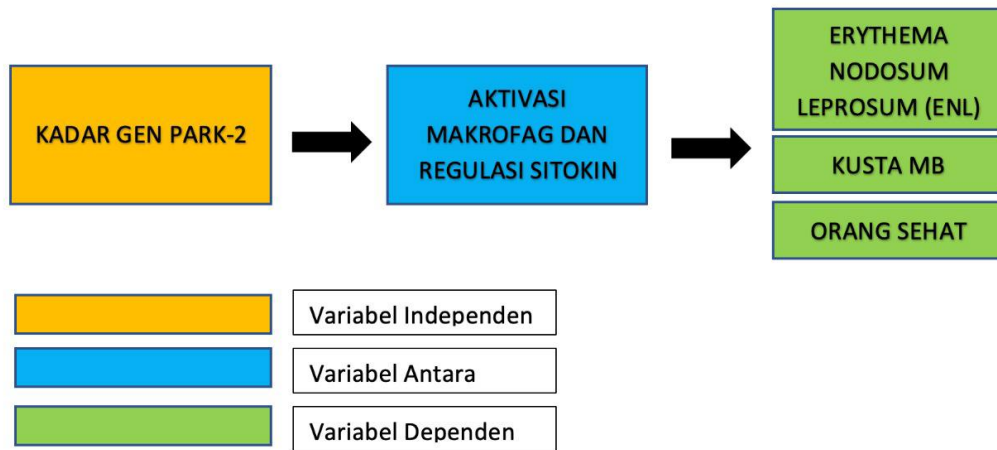 KADAR GEN PARK-2
AKTIVASI
MAKROFAG DAN
REGULASI SITOKIN
ERYTHEMA
NODOSUM
LEPROSUM (ENL)
KUSTA MB
ORANG SEHAT
Variabel Independen
Variabel Antara
Variabel Dependen